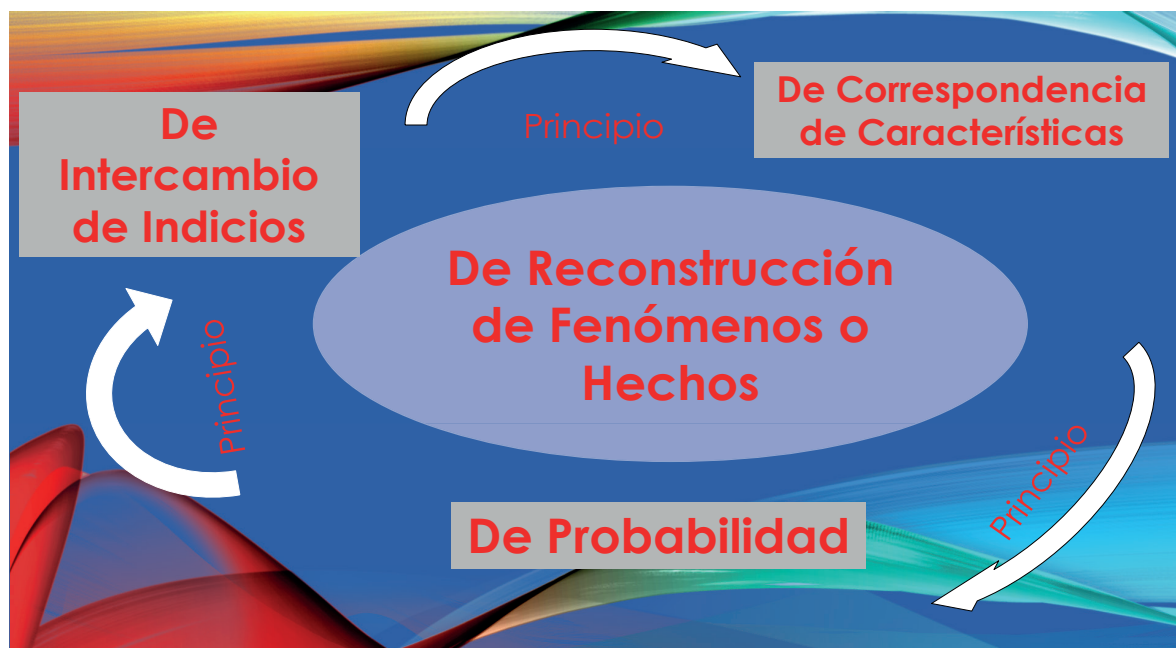 De
Intercambio
de Indicios
Principio
De Correspondencia
de Características
De Reconstrucción
de Fenómenos o
Hechos
Principio
De Probabilidad
Principio